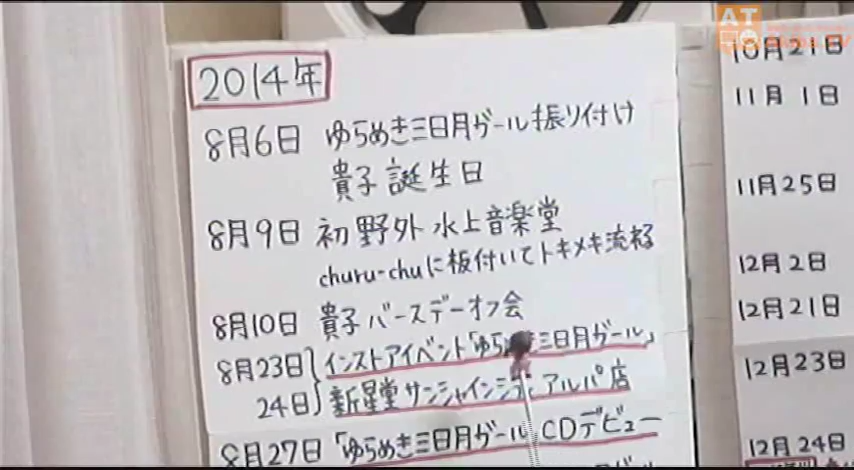 2014年
8月6日 ゆらめき三日月ガール振り付け
貴子誕生日
8月9日 初野外水上音楽堂
churu-chuに板付いてトキメキ流星
8月10日 貴子バースデーオフ会
8月23日 インストアイベント「ゆらめき三日月ガール」
24日 新星堂サンシャインシティアルパ店
8月27日「ゆらめき三日月ガール CDデビュー
10月21日
11月1日
11月25日
12月2日
12月21日
12月23日
12月24日